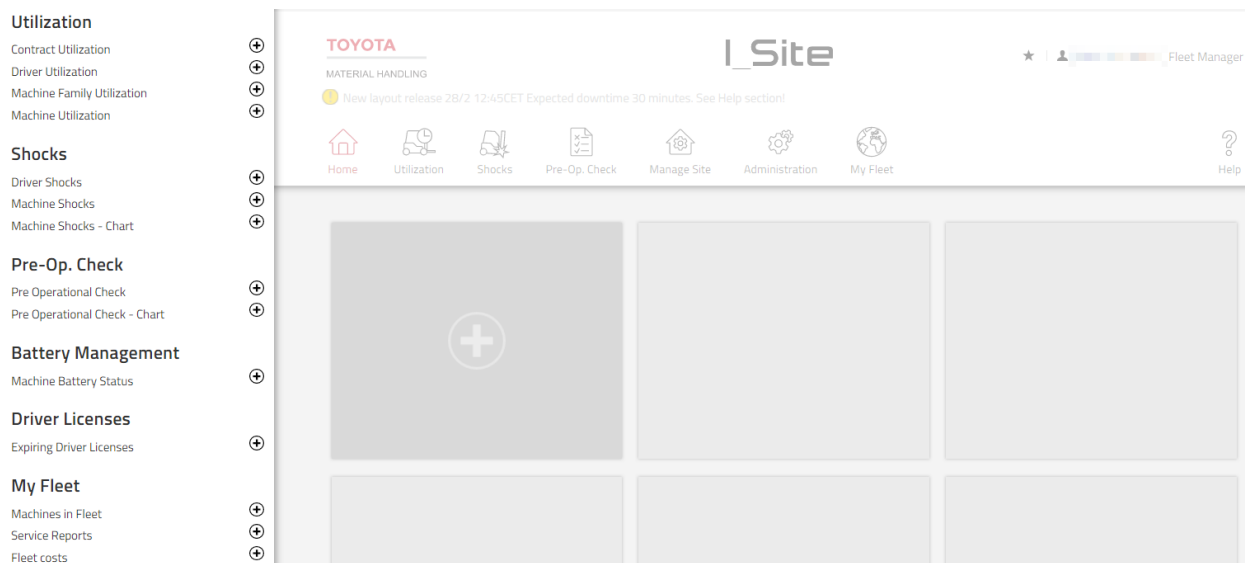 Utilization
Contract Utilization
Driver Utilization
Machine Family Utilization
Machine Utilization
Shocks
Driver Shocks
Machine Shocks
Machine Shocks - Chart
Pre-Op. Check
Pre Operational Check
Pre Operational Check - Chart
Battery Management
Machine Battery Status
Driver Licenses
Expiring Driver Licenses
My Fleet
Machines in Fleet
Service Reports
Fleet costs
TOYOTA
MATERIAL HANDLING
I_Site
Fleet Manager
New layout release 28/2 12:45CET Expected downtime 30 minutes. See Help section!
Home
Utilization
Shocks
Pre-Op. Check
Manage Site
Administration
My Fleet
Help